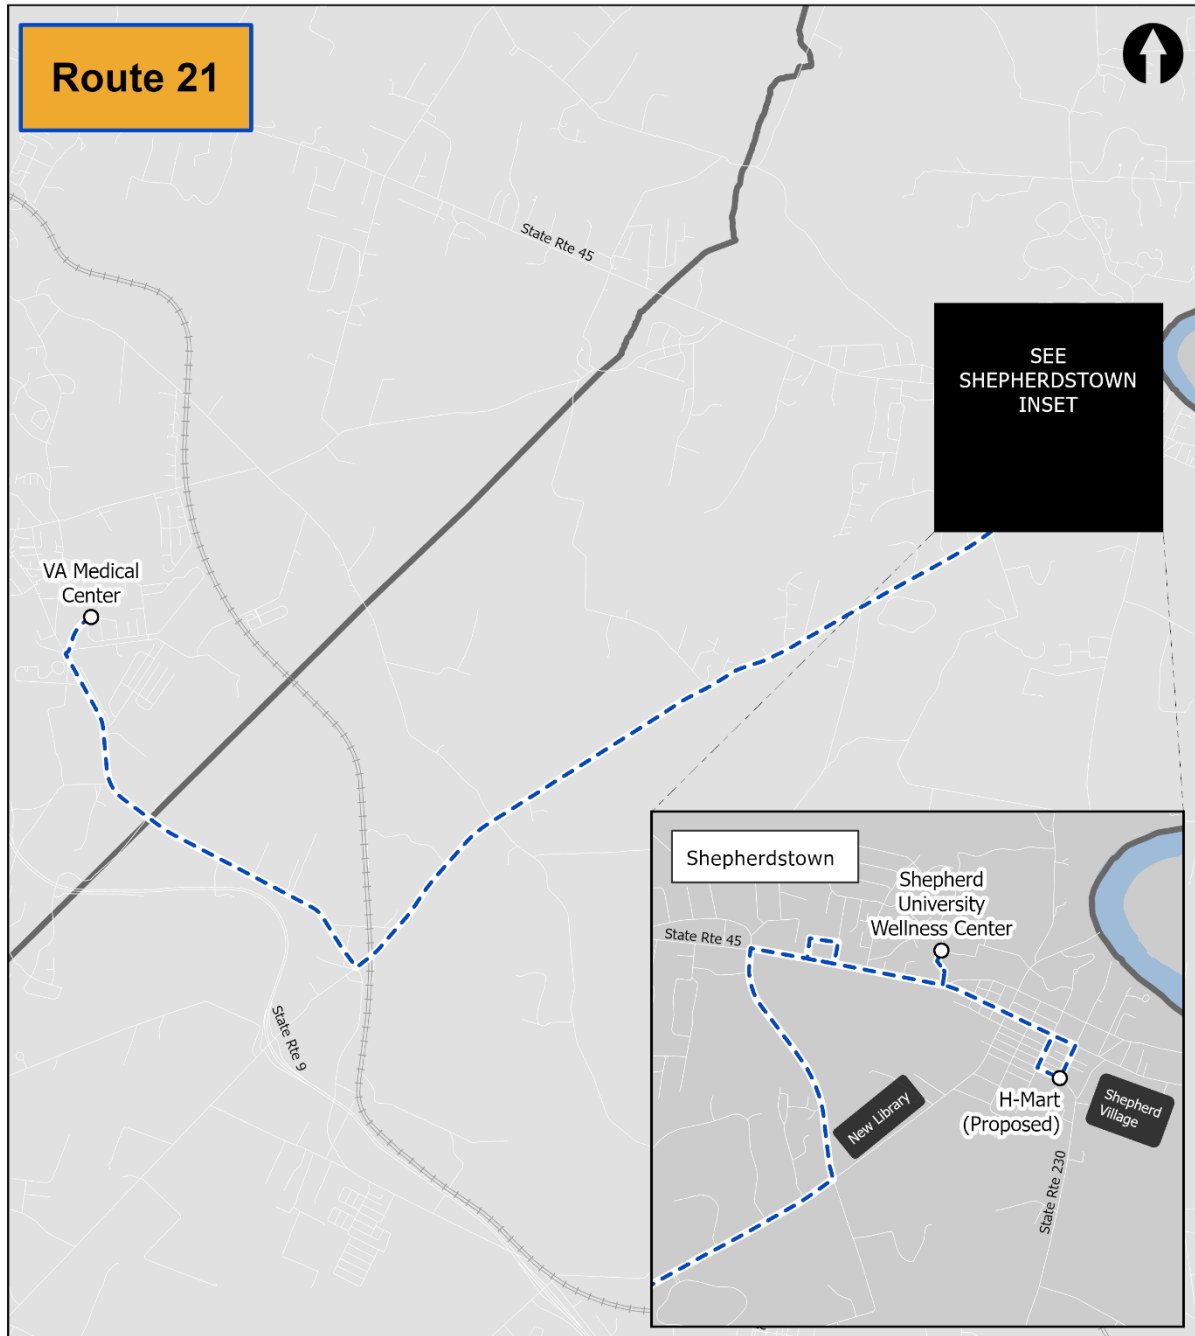 Route 21
State Rte 45
SEE
SHEPHERDSTOWN
INSET
VA Medical
Center
State Rte 9
Shepherdstown
Shepherd
University
Wellness Center
State Rte 45
New Library
H-Mart
(Proposed)
Shepherd
Village
State Rte 230